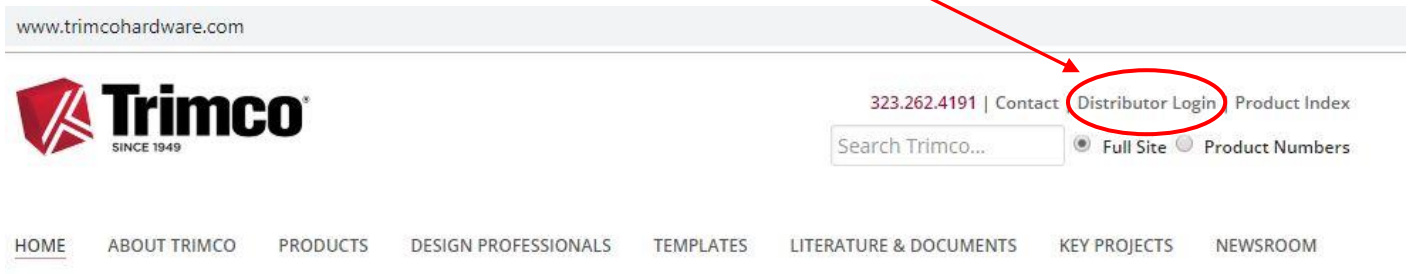 www.trimcohardware.com
Trimco®
SINCE 1949
323.262.4191 | Contact | Distributor Login | Product Index
Search Trimco... Full Site Product Numbers
HOME ABOUT TRIMCO PRODUCTS DESIGN PROFESSIONALS TEMPLATES LITERATURE & DOCUMENTS KEY PROJECTS NEWSROOM